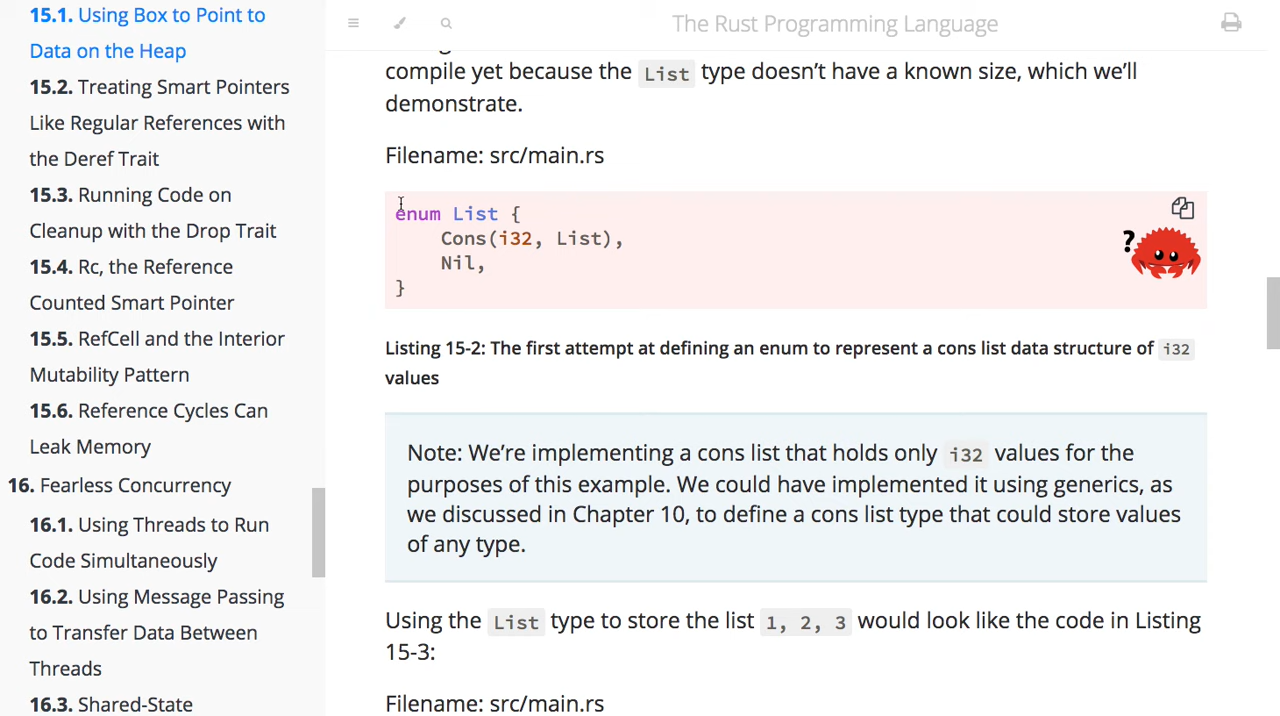 15.1. Using Box to Point to
Data on the Heap
15.2. Treating Smart Pointers
Like Regular References with
the Deref Trait
15.3. Running Code on
Cleanup with the Drop Trait
15.4. Rc, the Reference
Counted Smart Pointer
15.5. RefCell and the Interior
Mutability Pattern
15.6. Reference Cycles Can
Leak Memory
16. Fearless Concurrency
16.1. Using Threads to Run
Code Simultaneously
16.2. Using Message Passing
to Transfer Data Between
Threads
16.3. Shared-State
The Rust Programming Language
compile yet because the List type doesn’t have a known size, which we’ll
demonstrate.
Filename: src/main.rs
enum List {
    Cons(i32, List),
    Nil,
}
?
Listing 15-2: The first attempt at defining an enum to represent a cons list data structure of i32
values
Note: We’re implementing a cons list that holds only i32 values for the
purposes of this example. We could have implemented it using generics, as
we discussed in Chapter 10, to define a cons list type that could store values
of any type.
Using the List type to store the list 1, 2, 3 would look like the code in Listing
15-3:
Filename: src/main.rs